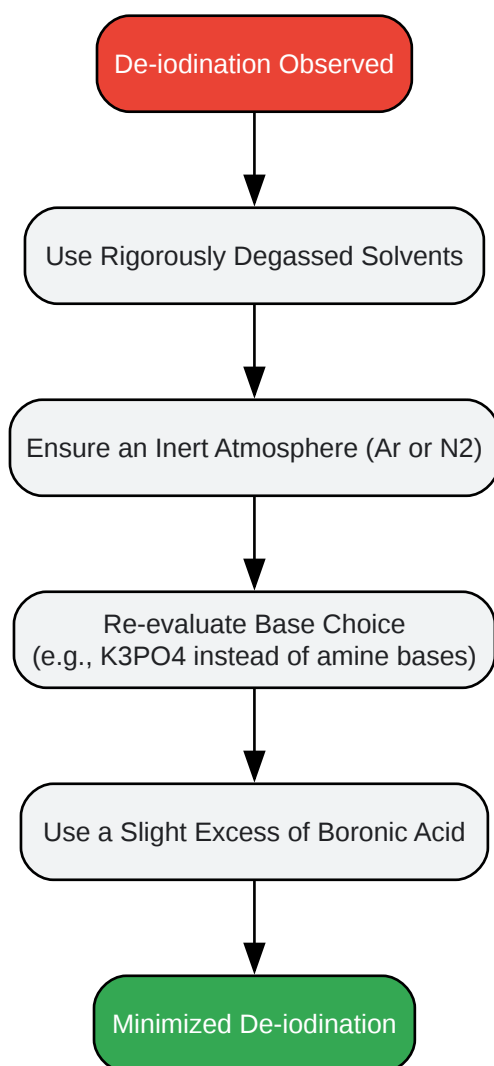 De-iodination Observed
Use Rigorously Degassed Solvents
Ensure an Inert Atmosphere (Ar or N2)
Re-evaluate Base Choice
(e.g., K3PO4 instead of amine bases)
Use a Slight Excess of Boronic Acid
Minimized De-iodination